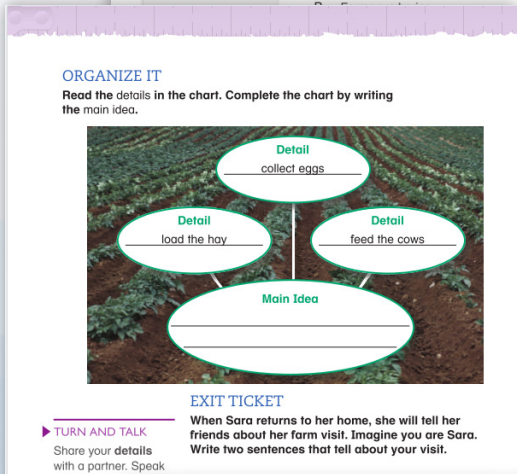 ORGANIZE IT
Read the details in the chart. Complete the chart by writing
the main idea.
Detail
collect eggs
Detail
load the hay
Detail
feed the cows
Main Idea
EXIT TICKET
When Sara returns to her home, she will tell her
friends about her farm visit. Imagine you are Sara.
Write two sentences that tell about your visit.
TURN AND TALK
Share your details
with a partner. Speak